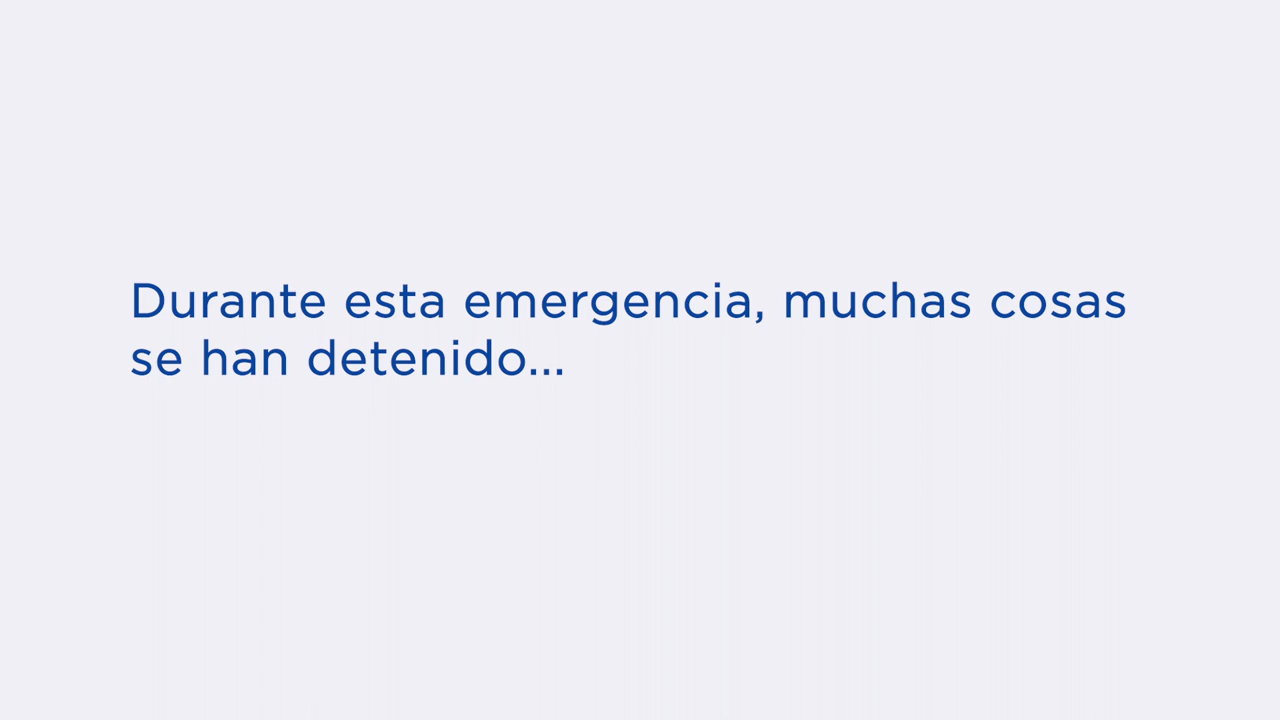 Durante esta emergencia, muchas cosas
se han detenido...